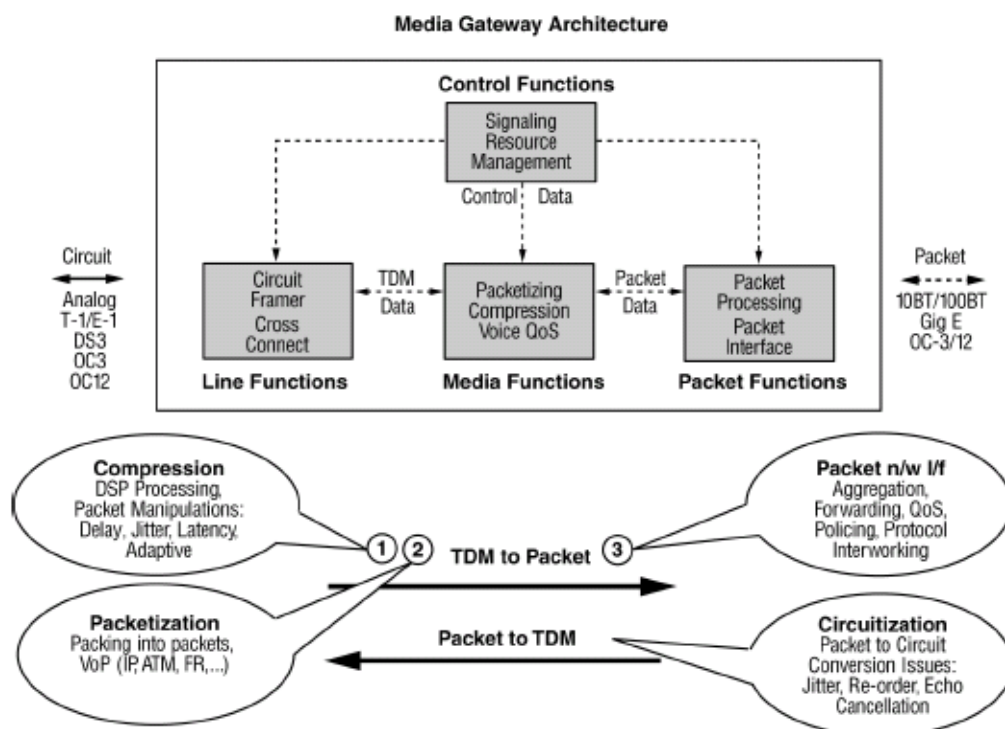 Media Gateway Architecture
Control Functions
Signaling
Resource
Management
Control Data
Circuit
Analog
T-1/E-1
DS3
OC3
OC12
Circuit
Framer
Cross
Connect
Line Functions
TDM
Data
Packetizing
Compression
Voice QoS
Media Functions
Packet
Data
Packet
Processing
Packet
Interface
Packet Functions
Packet
10BT/100BT
Gig E
OC-3/12
Compression
DSP Processing,
Packet Manipulations:
Delay, Jitter, Latency,
Adaptive
1 2 TDM to Packet 3
Packet n/w I/f
Aggregation,
Forwarding, QoS,
Policing, Protocol
Interworking
Packetization
Packing into packets,
VoP (IP, ATM, FR,...)
Packet to TDM
Circuitization
Packet to Circuit
Conversion Issues:
Jitter, Re-order, Echo
Cancellation